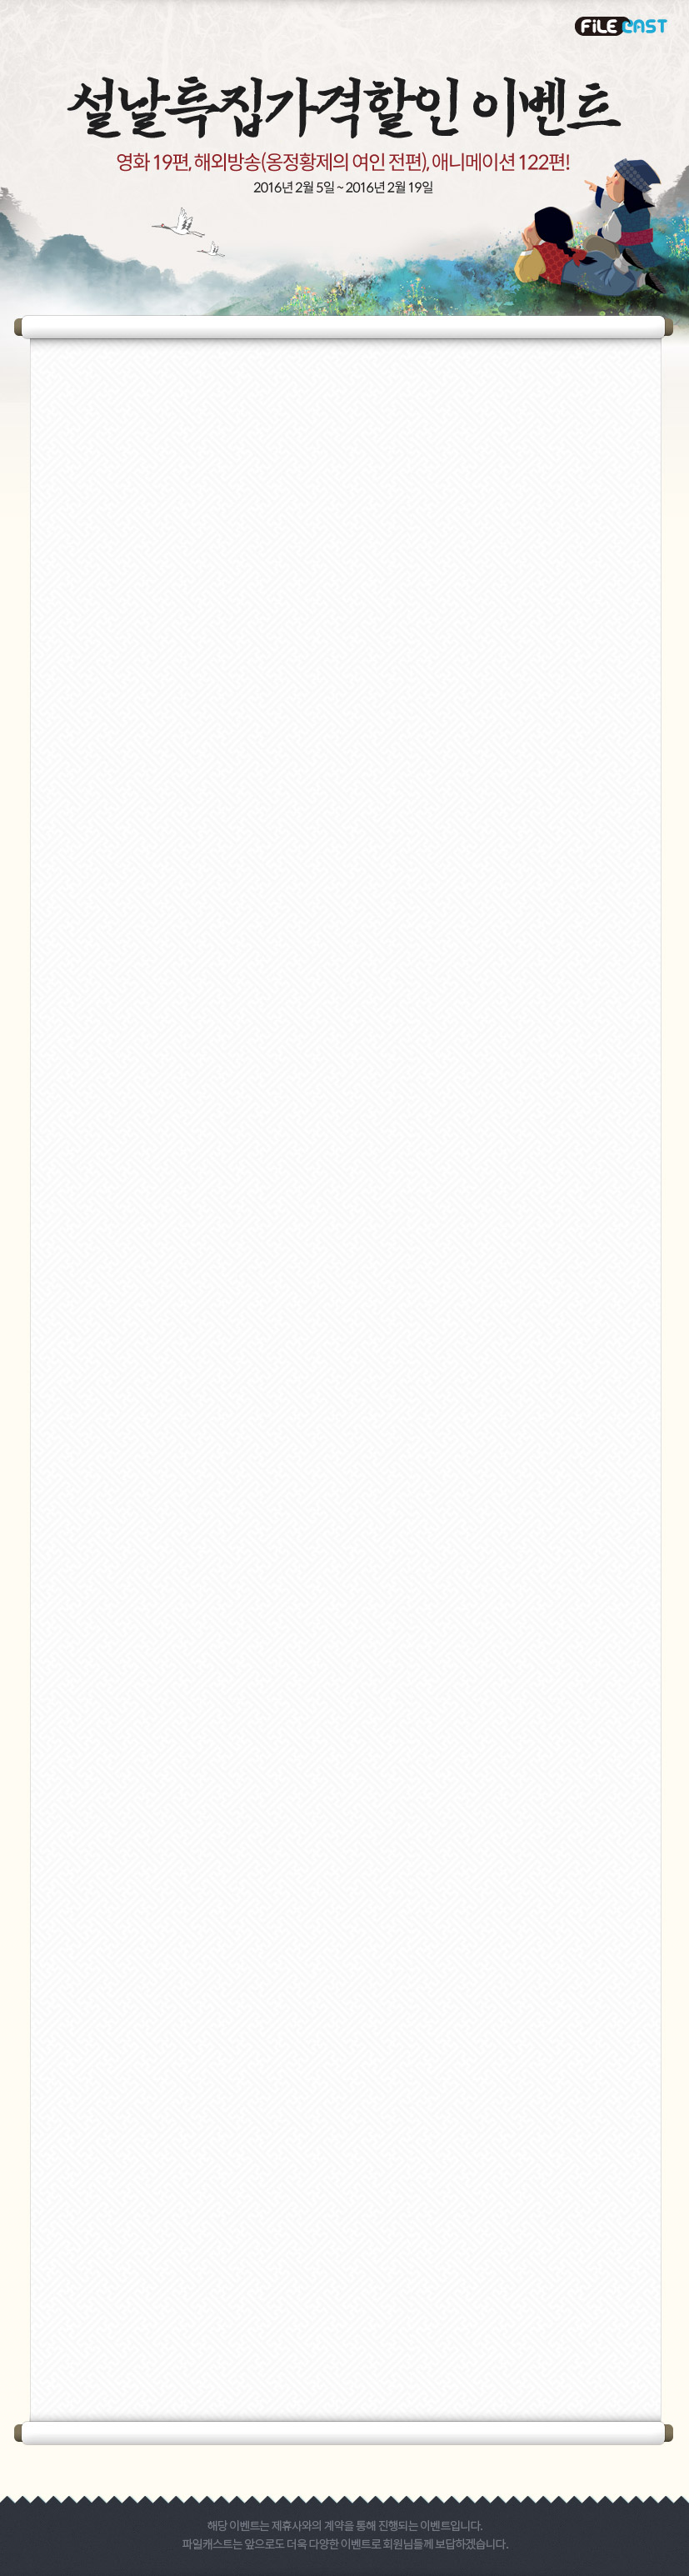 FiLECAST
설날특집가격할인 이벤트
영화 19편, 해외방송(옹정황제의 여인 전편), 애니메이션 122편!
2016년 2월 5일 ~ 2016년 2월 19일
해당 이벤트는 제휴사와의 계약을 통해 진행되는 이벤트입니다.
파일캐스트는 앞으로도 더욱 다양한 이벤트로 회원님들께 보답하겠습니다.